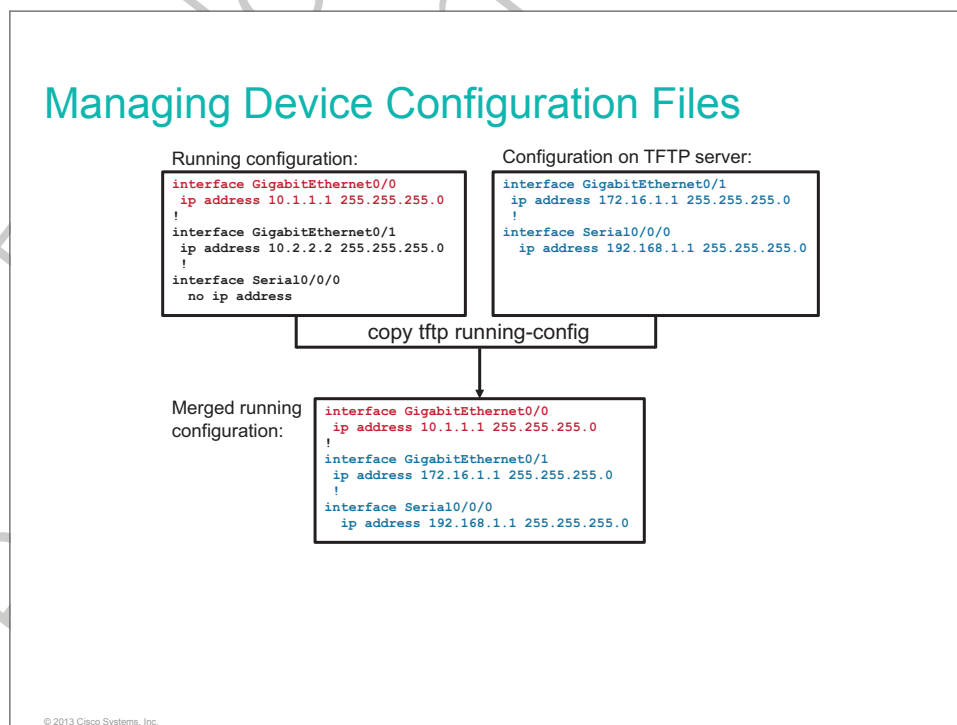 Managing Device Configuration Files
Running configuration:
interface GigabitEthernet0/0
ip address 10.1.1.1 255.255.255.0
!
interface GigabitEthernet0/1
ip address 10.2.2.2 255.255.255.0
!
interface Serial0/0/0
no ip address
Configuration on TFTP server:
interface GigabitEthernet0/1
ip address 172.16.1.1 255.255.255.0
!
interface Serial0/0/0
ip address 192.168.1.1 255.255.255.0
copy tftp running-config
Merged running
configuration:
interface GigabitEthernet0/0
ip address 10.1.1.1 255.255.255.0
!
interface GigabitEthernet0/1
ip address 172.16.1.1 255.255.255.0
!
interface Serial0/0/0
ip address 192.168.1.1 255.255.255.0
© 2013 Cisco Systems, Inc.